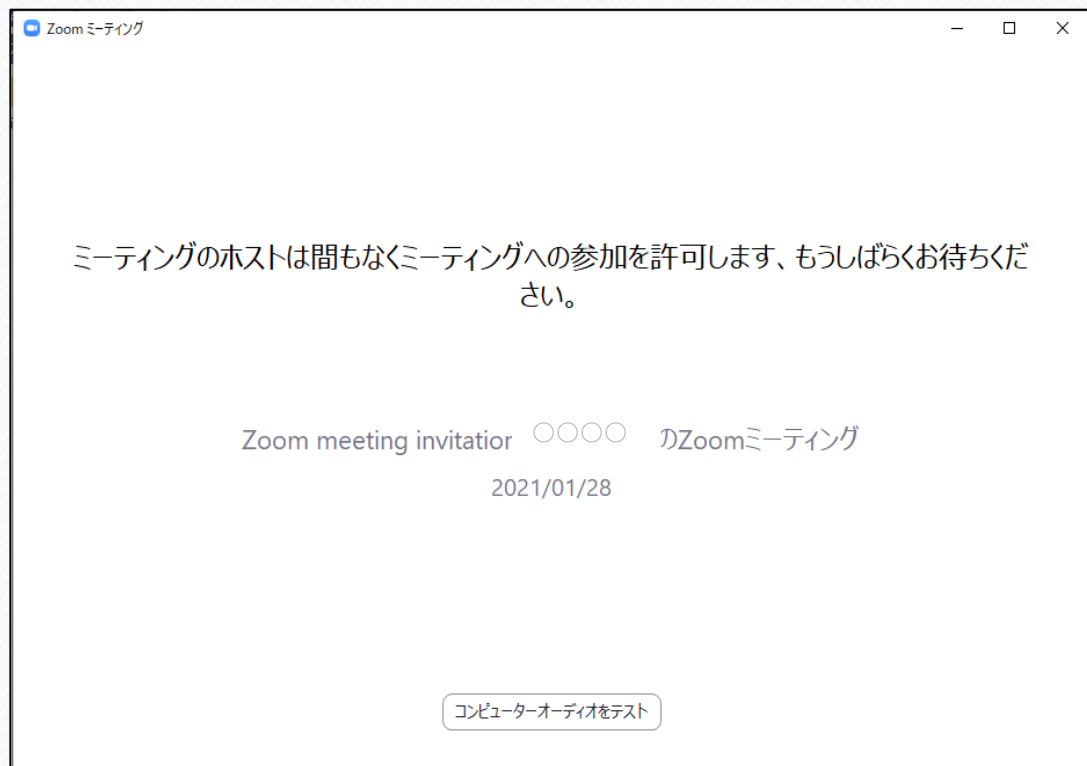 Zoom ミーティング
ミーティングのホストは間もなくミーティングへの参加を許可します、もうしばらくお待ちくだ
さい。
Zoom meeting invitatior 〇〇〇〇 のZoomミーティング
2021/01/28
コンピューターオーディオをテスト